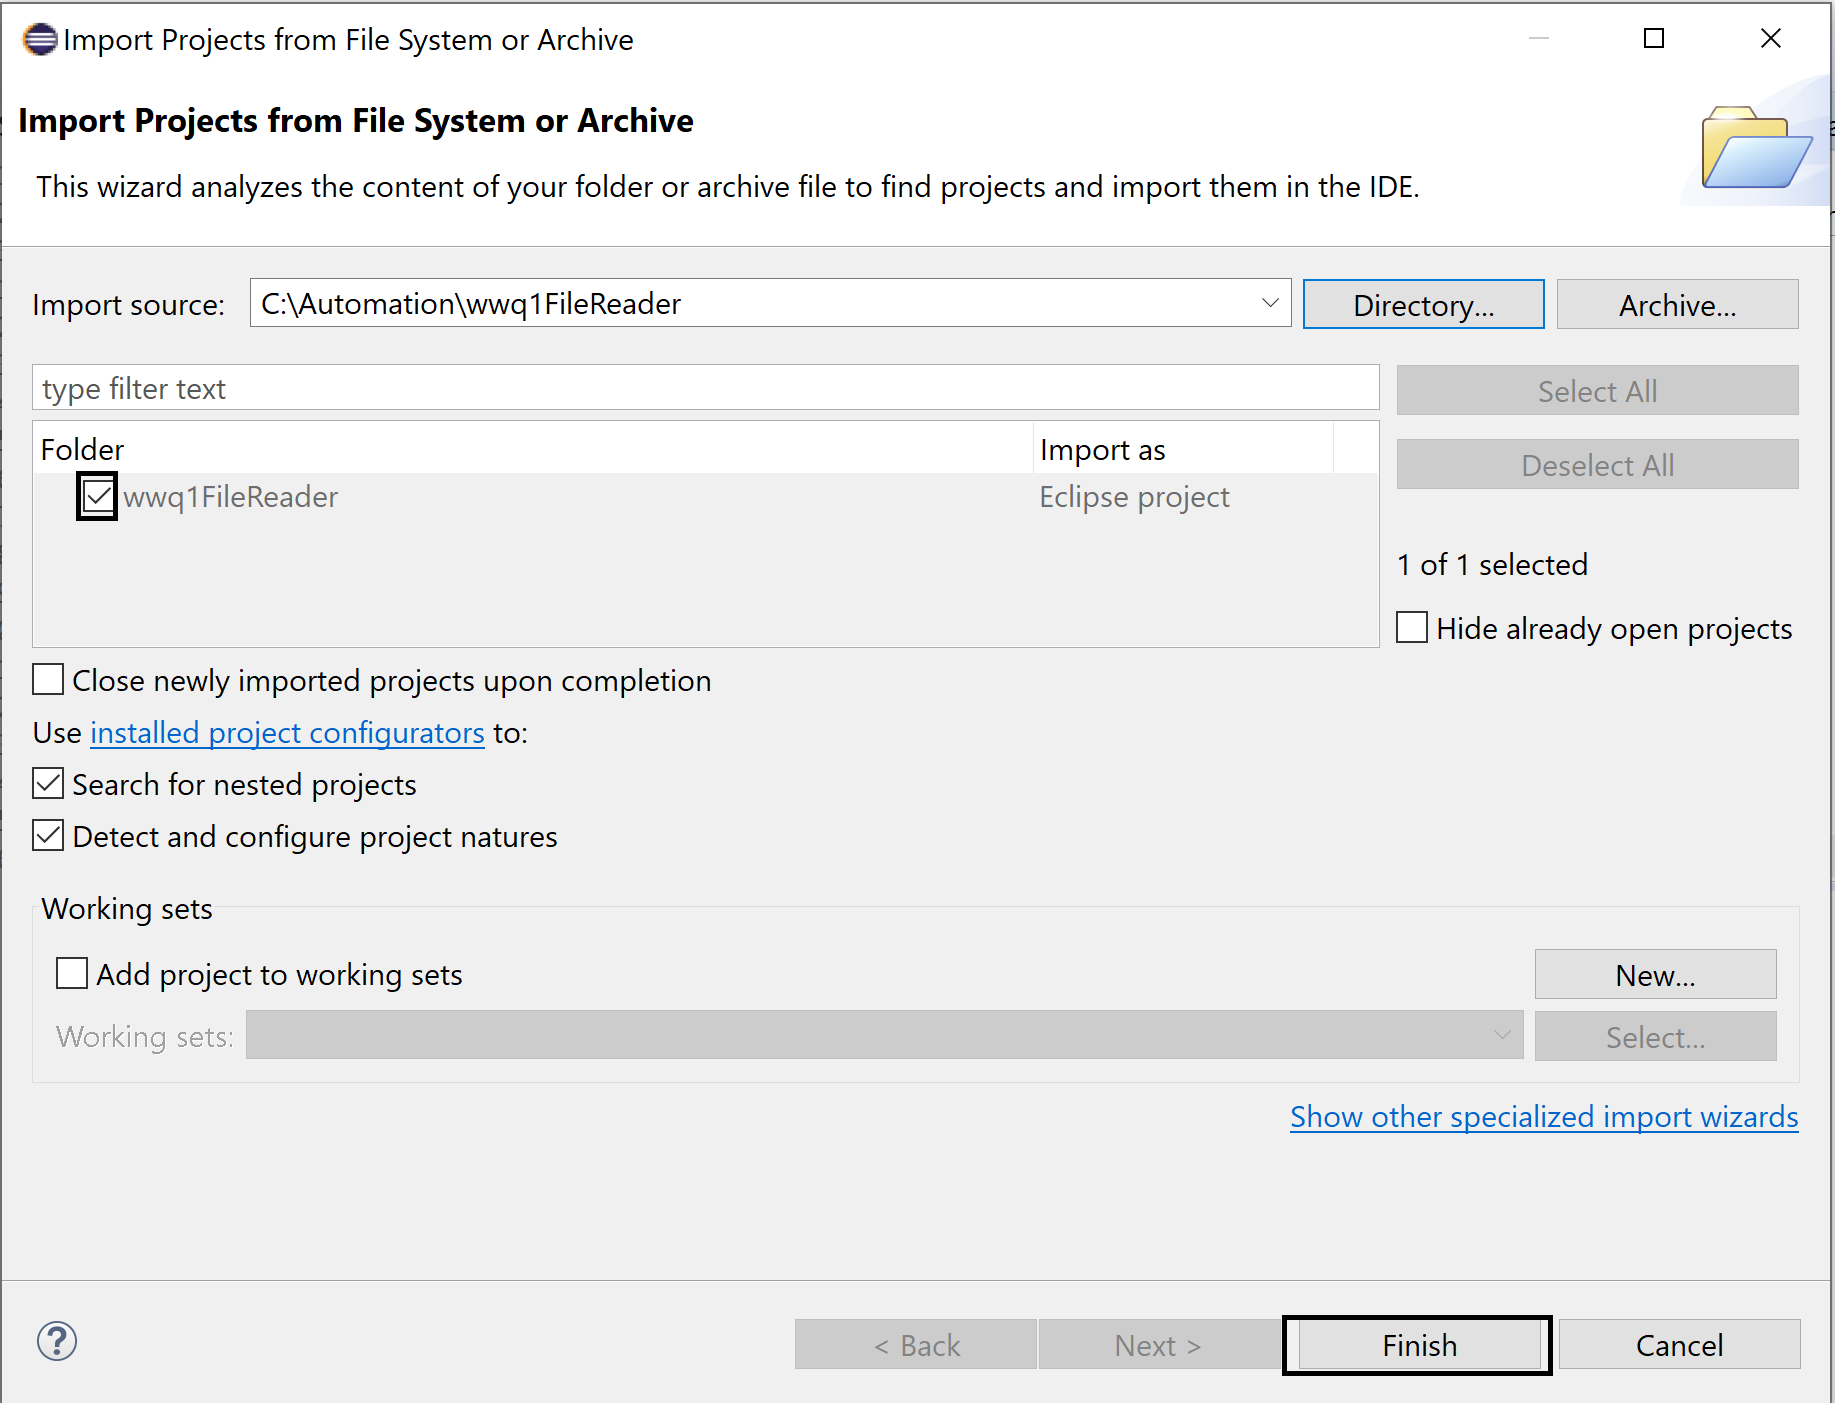 Import Projects from File System or Archive
Import Projects from File System or Archive
This wizard analyzes the content of your folder or archive file to find projects and import them in the IDE.
Import source: C:\Automation\wwq1FileReader Directory... Archive...
type filter text Select All
Folder Import as Deselect All
wwq1FileReader Eclipse project
1 of 1 selected
Hide already open projects
Close newly imported projects upon completion
Use installed project configurators to:
Search for nested projects
Detect and configure project natures
Working sets
Add project to working sets New...
Working sets: Select...
Show other specialized import wizards
? < Back Next > Finish Cancel